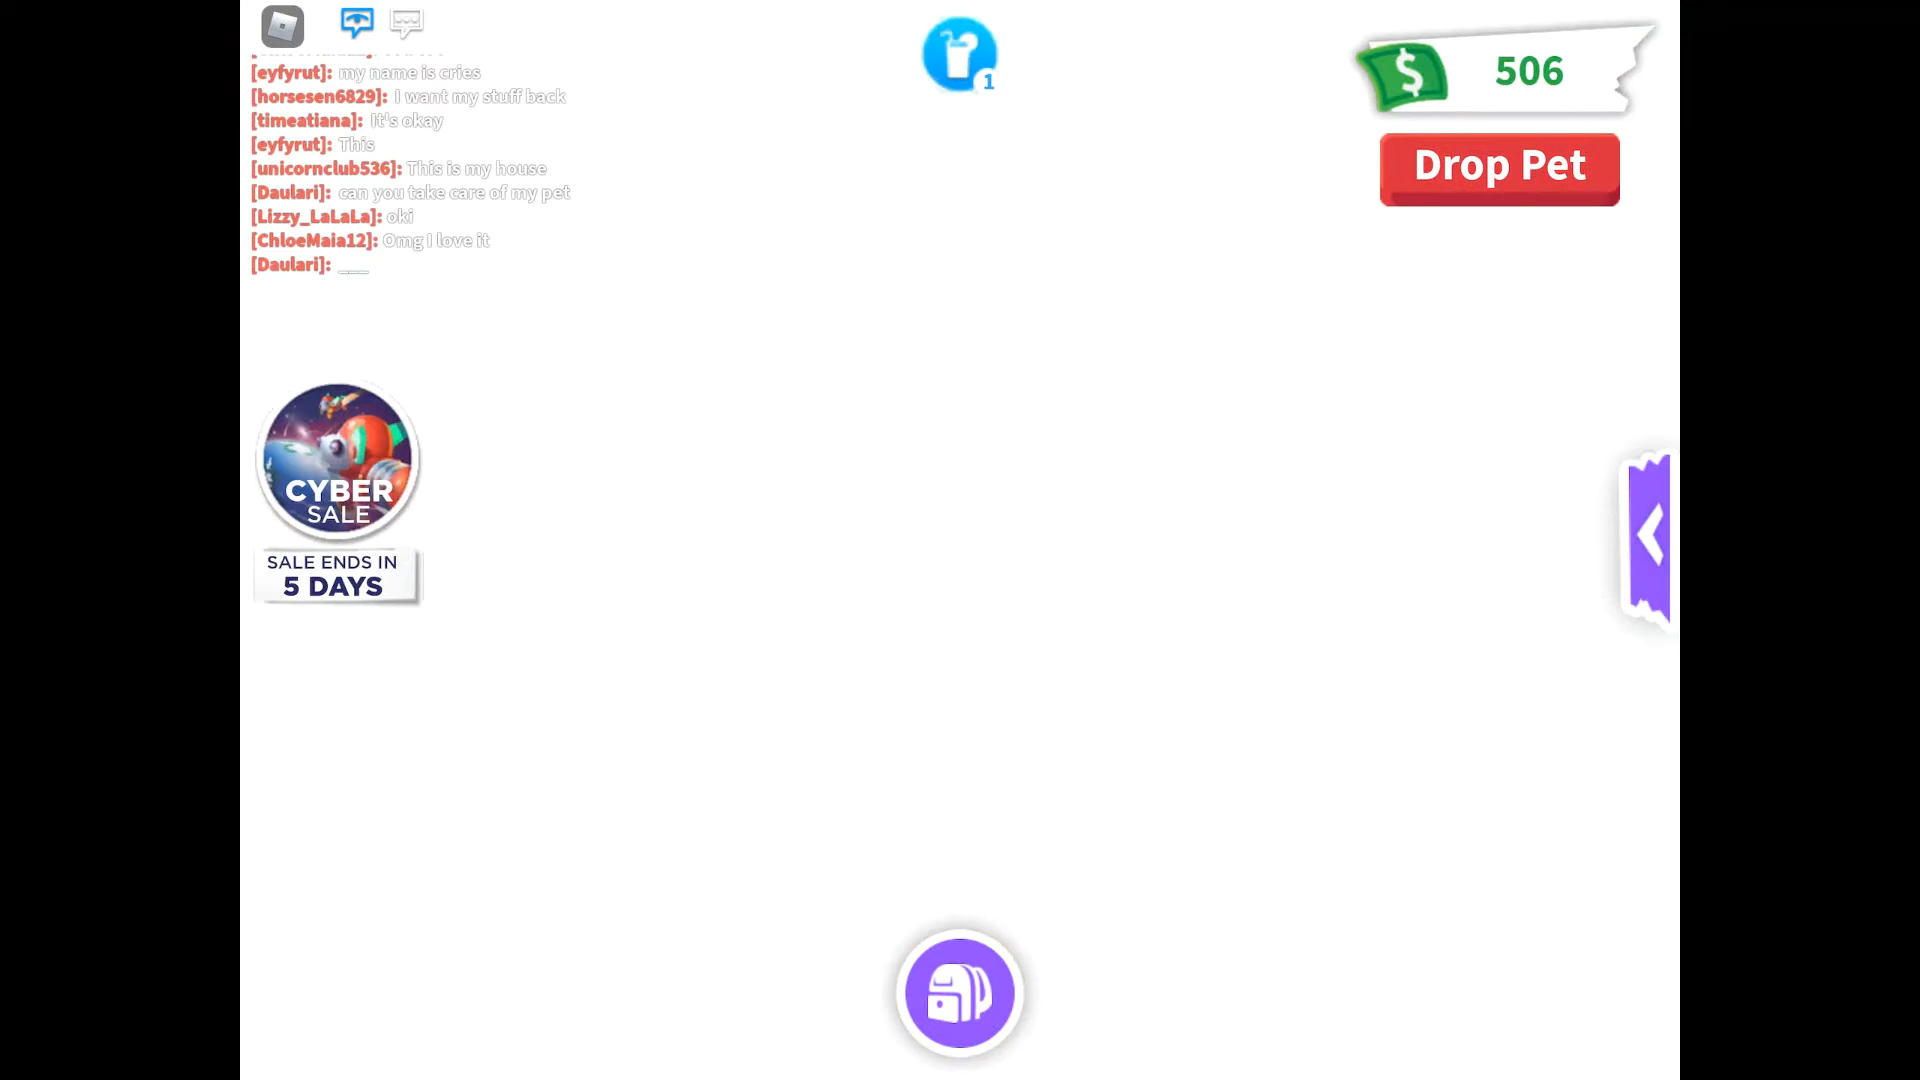 [eyfyrut]: my name is cries
[horsesen6829]: I want my stuff back
[timeatiana]: It's okay
[eyfyrut]: This
[unicornclub536]: This is my house
[Daulari]: can you take care of my pet
[Lizzy_LaLaLa]: oki
[ChloeMaia12]: Omg I love it
[Daulari]: ___
1
$ 506
Drop Pet
CYBER
SALE
SALE ENDS IN
5 DAYS